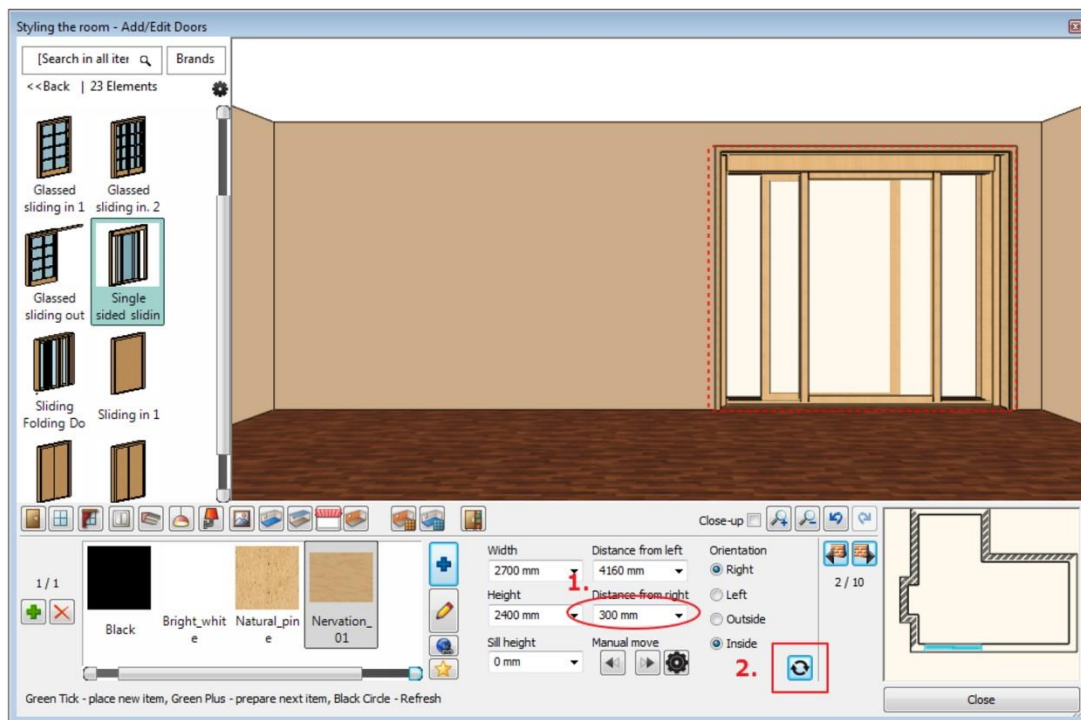 Styling the room - Add/Edit Doors
[Search in all iter
Brands
<<Back | 23 Elements
Glassed
sliding in 1
Glassed
sliding in. 2
Glassed
sliding out
Single
sided slidin
Sliding
Folding Do
Sliding in 1
Close-up
1 / 1
Black
Bright_whit
e
Natural_pin
e
Nervation_
01
Width
2700 mm
Height
2400 mm
Sill height
0 mm
Distance from left
4160 mm
1.
Distance from right
300 mm
Manual move
Orientation
Right
Left
Outside
Inside
2.
2 / 10
Green Tick - place new item, Green Plus - prepare next item, Black Circle - Refresh
Close